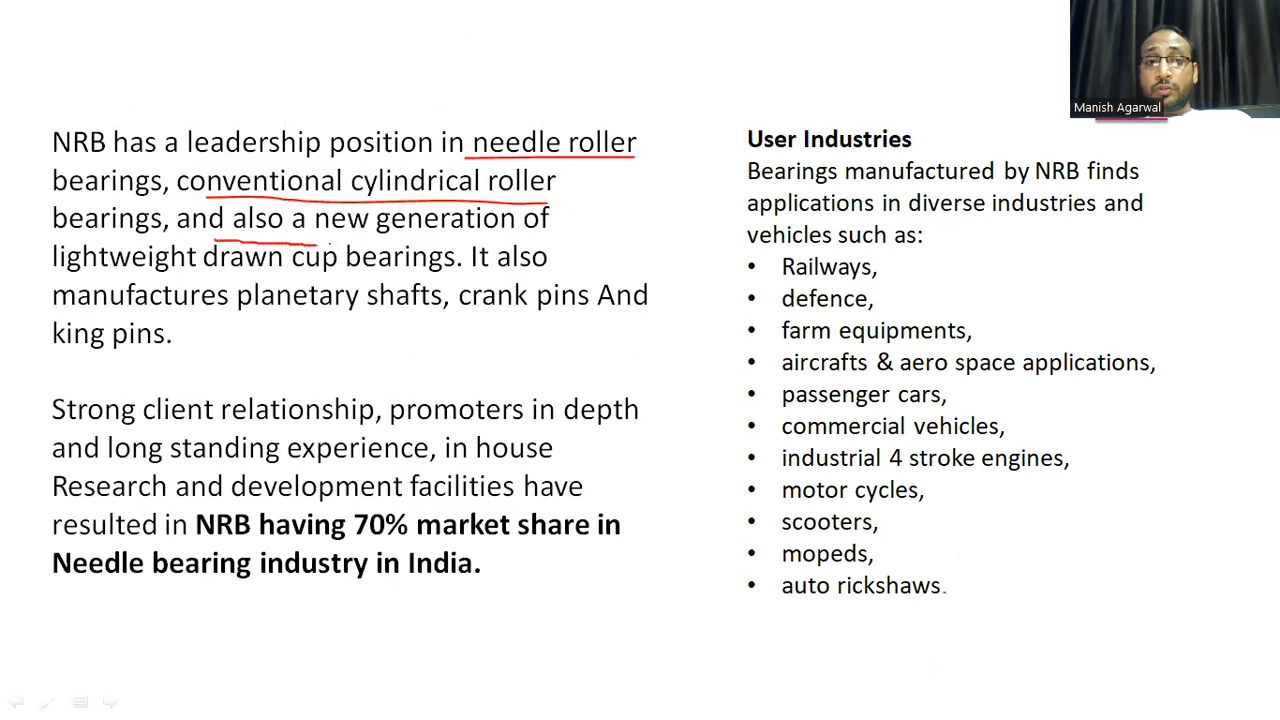 NRB has a leadership position in needle roller
bearings, conventional cylindrical roller
bearings, and also a new generation of
lightweight drawn cup bearings. It also
manufactures planetary shafts, crank pins And
king pins.
Strong client relationship, promoters in depth
and long standing experience, in house
Research and development facilities have
resulted in NRB having 70% market share in
Needle bearing industry in India.
Manish Agarwal
User Industries
Bearings manufactured by NRB finds
applications in diverse industries and
vehicles such as:
• Railways,
• defence,
• farm equipments,
• aircrafts & aero space applications,
• passenger cars,
• commercial vehicles,
• industrial 4 stroke engines,
• motor cycles,
• scooters,
• mopeds,
• auto rickshaws.